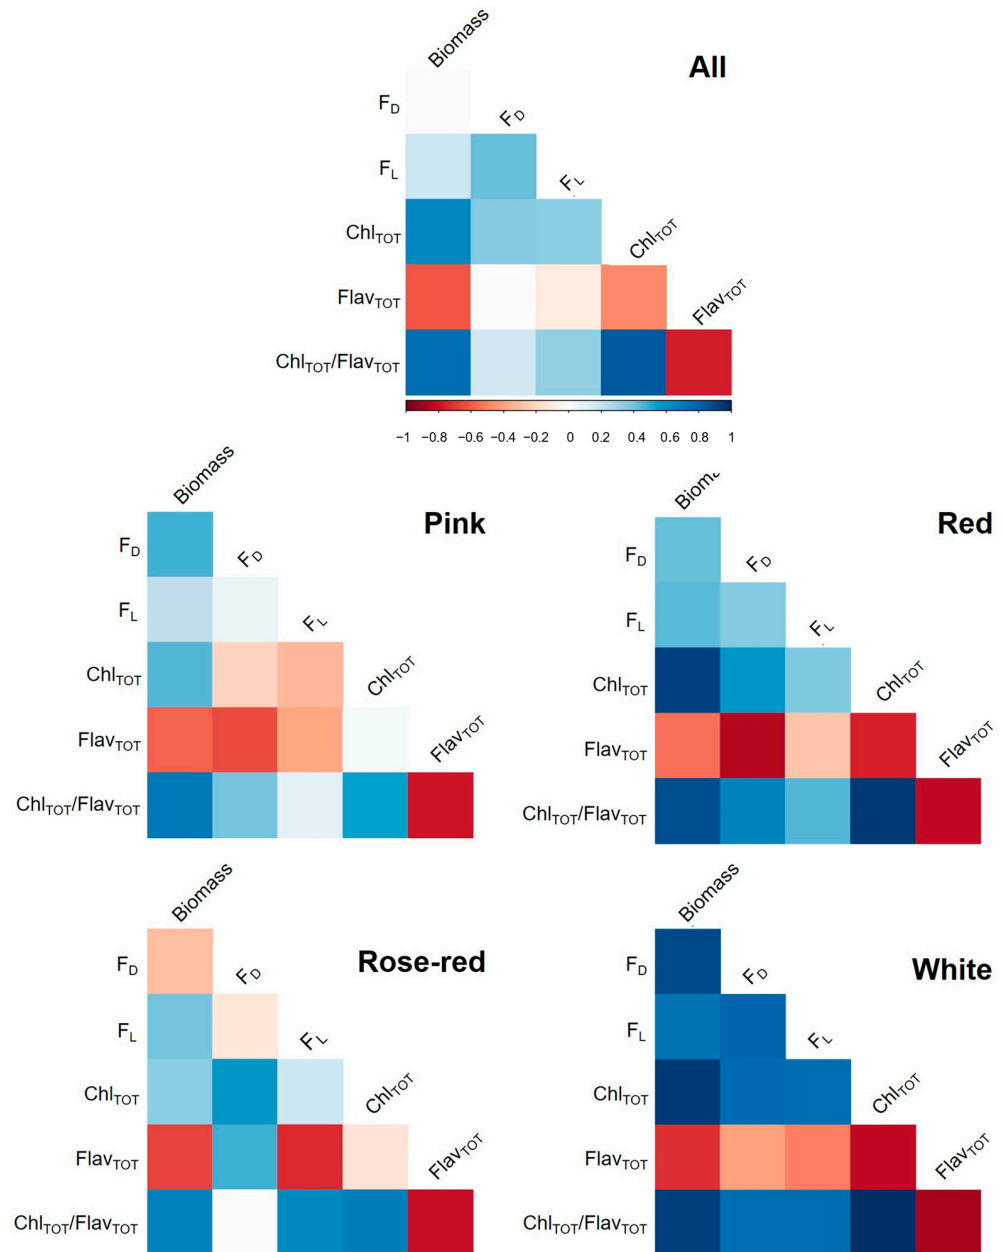 All
Biomass
F_D
F_D
F_L
F_L
Chl_TOT
Chl_TOT
Flav_TOT
Flav_TOT
Chl_TOT/Flav_TOT
−1 −0.8 −0.6 −0.4 −0.2 0 0.2 0.4 0.6 0.8 1
Pink
Biomass
F_D
F_D
F_L
F_L
Chl_TOT
Chl_TOT
Flav_TOT
Flav_TOT
Chl_TOT/Flav_TOT
Red
F_D
F_D
F_L
F_L
Chl_TOT
Chl_TOT
Flav_TOT
Flav_TOT
Chl_TOT/Flav_TOT
Rose-red
Biomass
F_D
F_D
F_L
F_L
Chl_TOT
Chl_TOT
Flav_TOT
Flav_TOT
Chl_TOT/Flav_TOT
White
Biomass
F_D
F_D
F_L
F_L
Chl_TOT
Chl_TOT
Flav_TOT
Flav_TOT
Chl_TOT/Flav_TOT